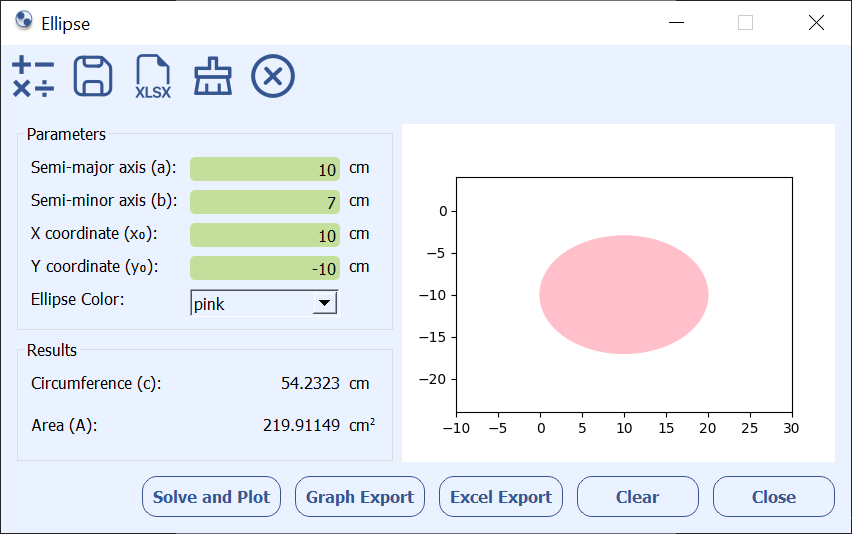 Ellipse
XLSX
Parameters
Semi-major axis (a): 10 cm
Semi-minor axis (b): 7 cm
X coordinate (x₀): 10 cm
Y coordinate (y₀): -10 cm
Ellipse Color: pink
Results
Circumference (c): 54.2323 cm
Area (A): 219.91149 cm²
0
−5
−10
−15
−20
−10 −5 0 5 10 15 20 25 30
Solve and Plot Graph Export Excel Export Clear Close